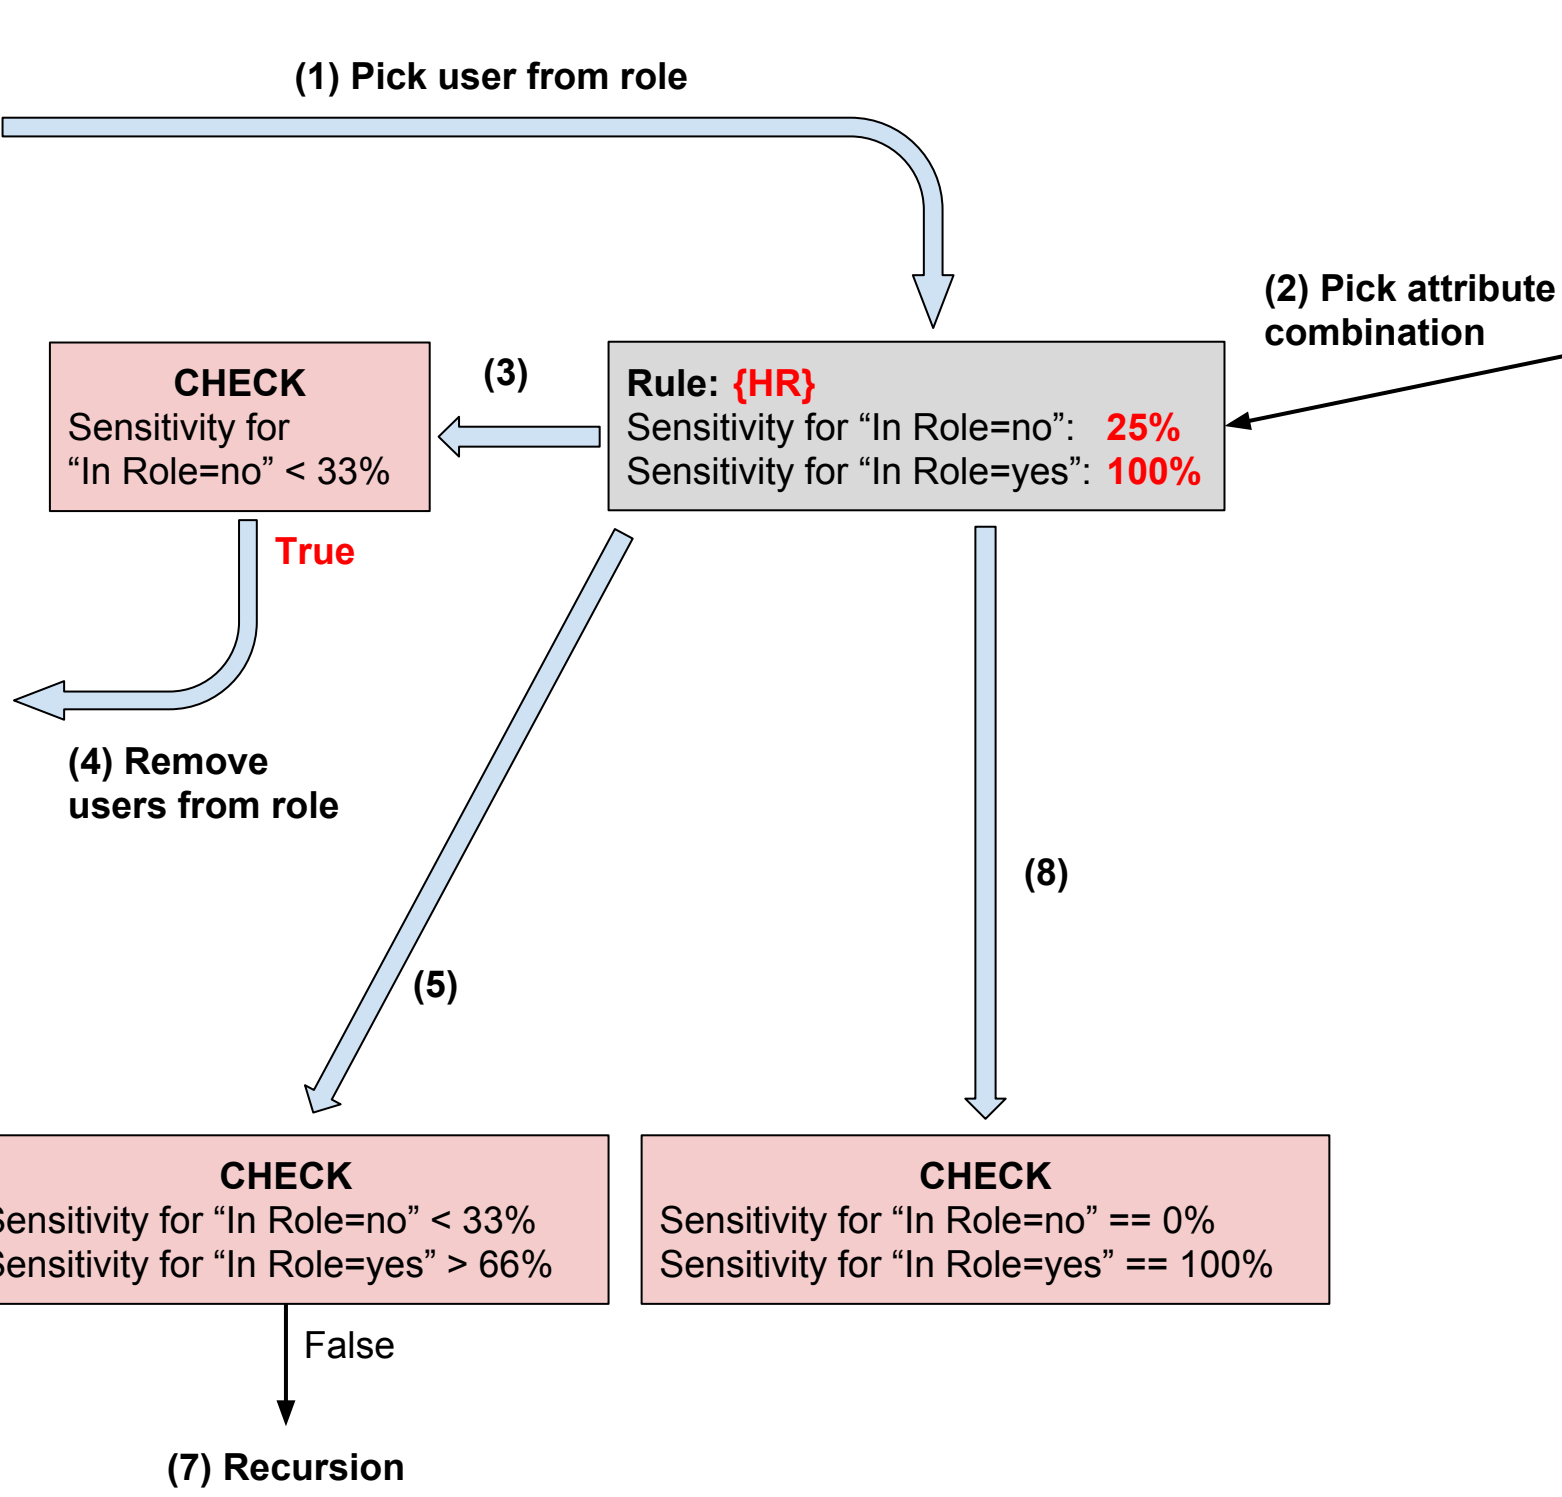 (1) Pick user from role
(2) Pick attribute
combination
CHECK
Sensitivity for
“In Role=no” < 33%
(3)
Rule: {HR}
Sensitivity for “In Role=no”: 25%
Sensitivity for “In Role=yes”: 100%
True
(4) Remove
users from role
(5)
(8)
CHECK
Sensitivity for “In Role=no” < 33%
Sensitivity for “In Role=yes” > 66%
CHECK
Sensitivity for “In Role=no” == 0%
Sensitivity for “In Role=yes” == 100%
False
(7) Recursion